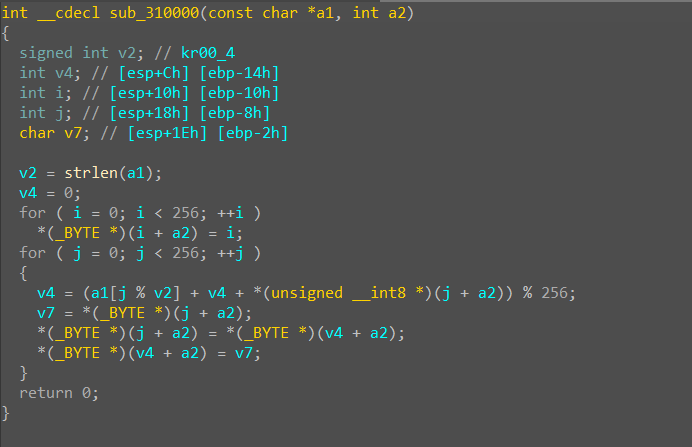 int __cdecl sub_310000(const char *a1, int a2)
{
  signed int v2; // kr00_4
  int v4; // [esp+Ch] [ebp-14h]
  int i; // [esp+10h] [ebp-10h]
  int j; // [esp+18h] [ebp-8h]
  char v7; // [esp+1Eh] [ebp-2h]

  v2 = strlen(a1);
  v4 = 0;
  for ( i = 0; i < 256; ++i )
    *(_BYTE *)(i + a2) = i;
  for ( j = 0; j < 256; ++j )
  {
    v4 = (a1[j % v2] + v4 + *(unsigned __int8 *)(j + a2)) % 256;
    v7 = *(_BYTE *)(j + a2);
    *(_BYTE *)(j + a2) = *(_BYTE *)(v4 + a2);
    *(_BYTE *)(v4 + a2) = v7;
  }
  return 0;
}